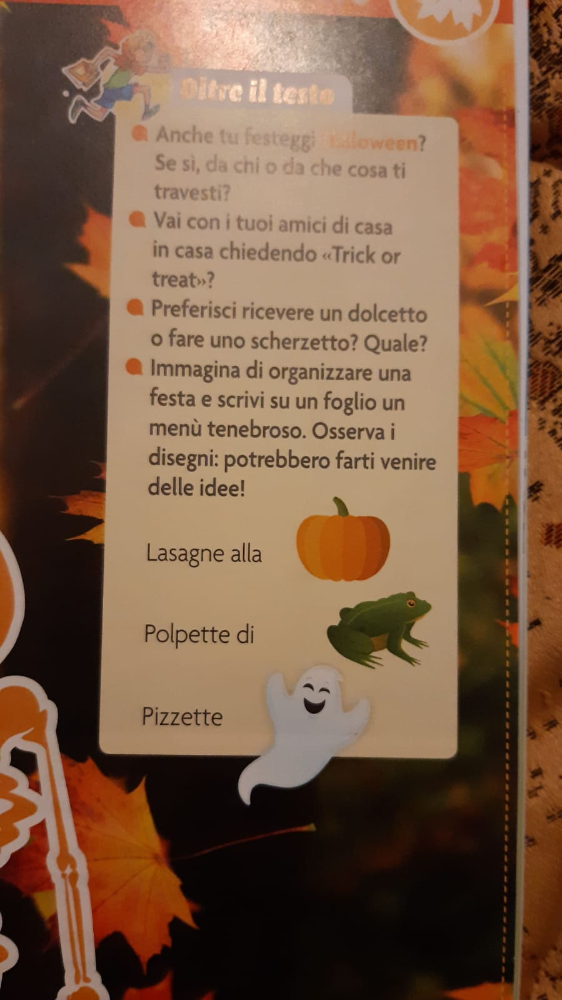 Oltre il testo
Anche tu festeggi Halloween?
Se sì, da chi o da che cosa ti
travesti?
Vai con i tuoi amici di casa
in casa chiedendo «Trick or
treat»?
Preferisci ricevere un dolcetto
o fare uno scherzetto? Quale?
Immagina di organizzare una
festa e scrivi su un foglio un
menù tenebroso. Osserva i
disegni: potrebbero farti venire
delle idee!
Lasagne alla
Polpette di
Pizzette